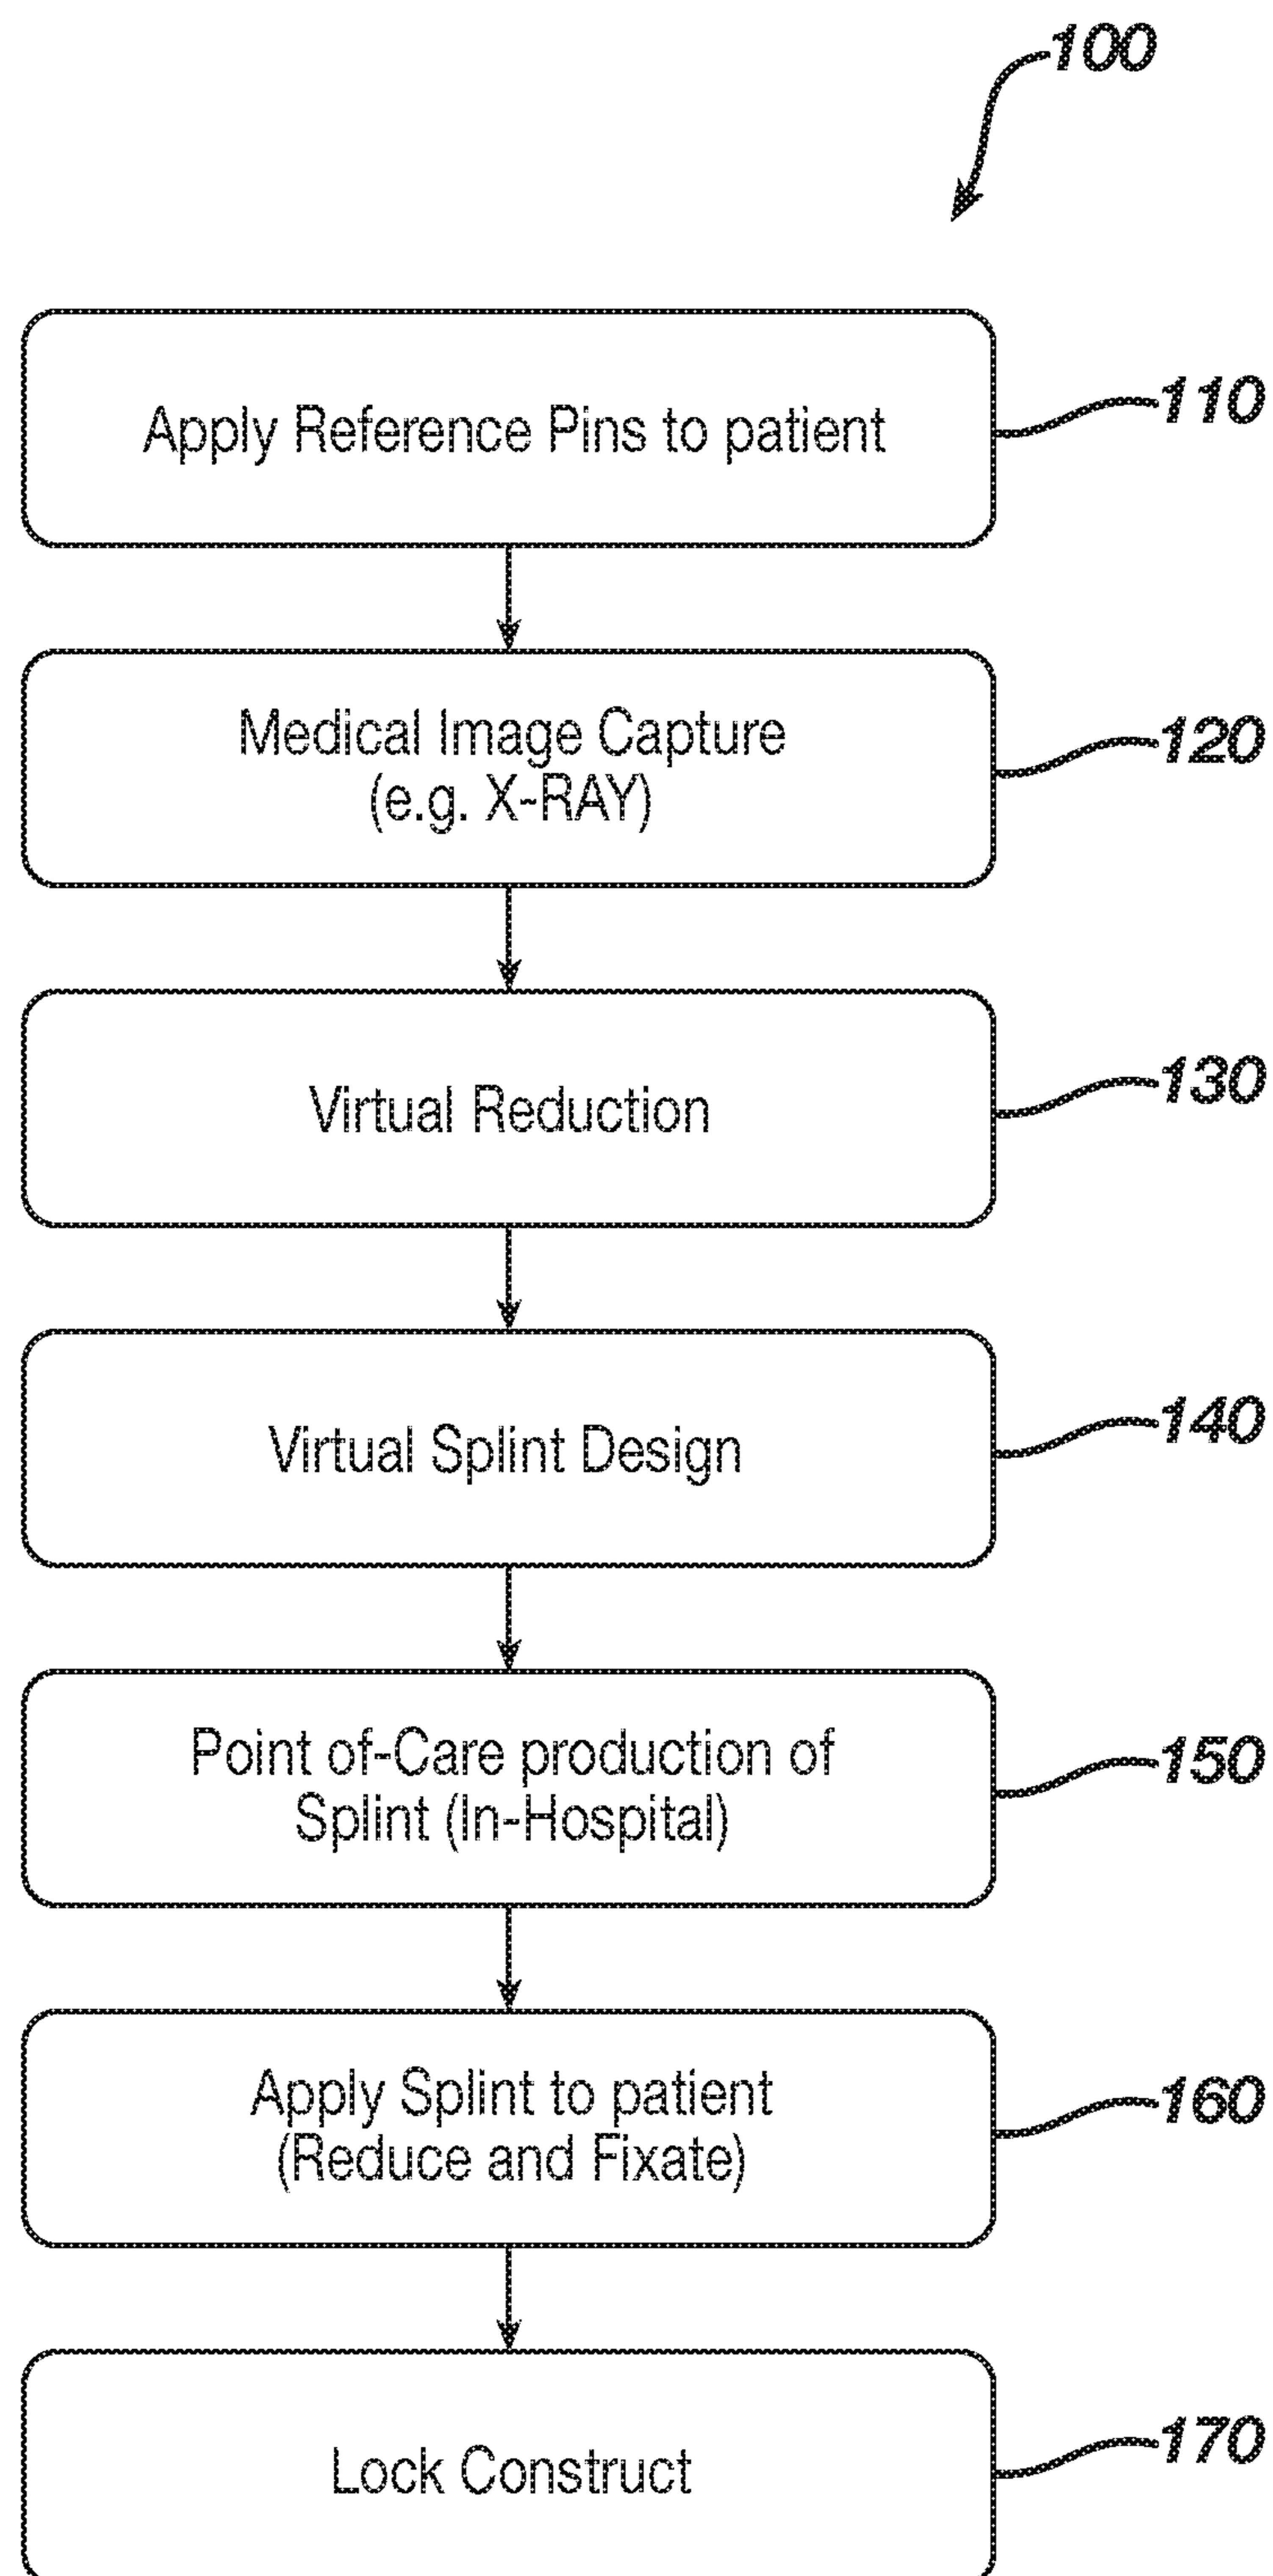 100
Apply Reference Pins to patient
110
Medical Image Capture
(e.g. X-RAY)
120
Virtual Reduction
130
Virtual Splint Design
140
Point of-Care production of
Splint (In-Hospital)
150
Apply Splint to patient
(Reduce and Fixate)
160
Lock Construct
170